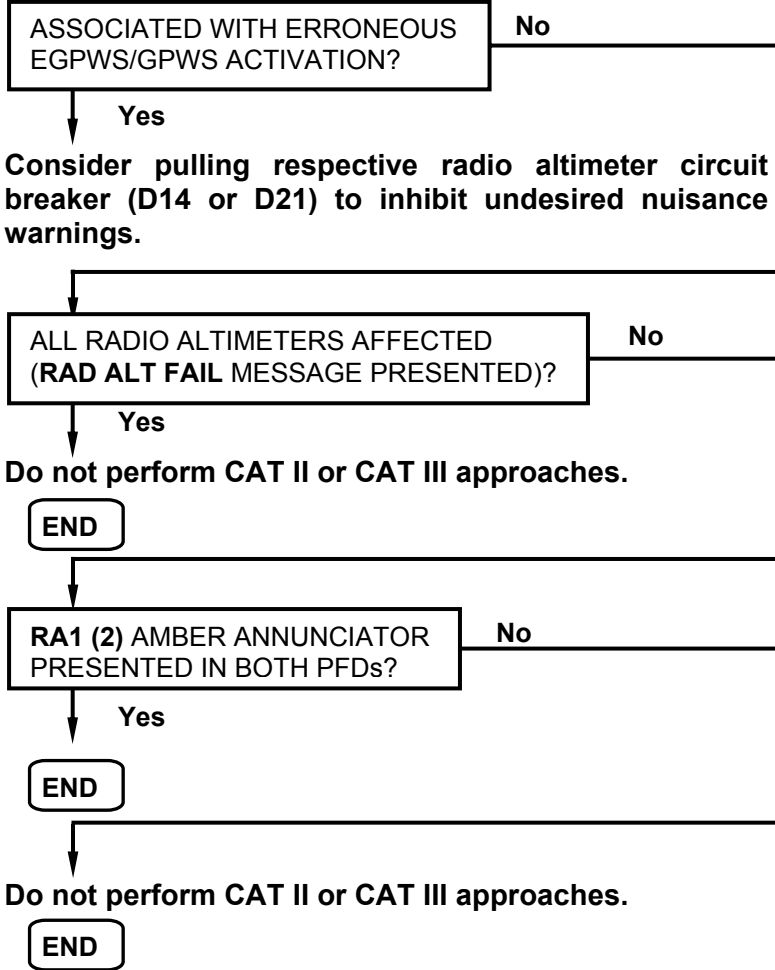 ASSOCIATED WITH ERRONEOUS
EGPWS/GPWS ACTIVATION?
No
Yes
Consider pulling respective radio altimeter circuit
breaker (D14 or D21) to inhibit undesired nuisance
warnings.
ALL RADIO ALTIMETERS AFFECTED
(RAD ALT FAIL MESSAGE PRESENTED)?
No
Yes
Do not perform CAT II or CAT III approaches.
END
RA1 (2) AMBER ANNUNCIATOR
PRESENTED IN BOTH PFDs?
No
Yes
END
Do not perform CAT II or CAT III approaches.
END